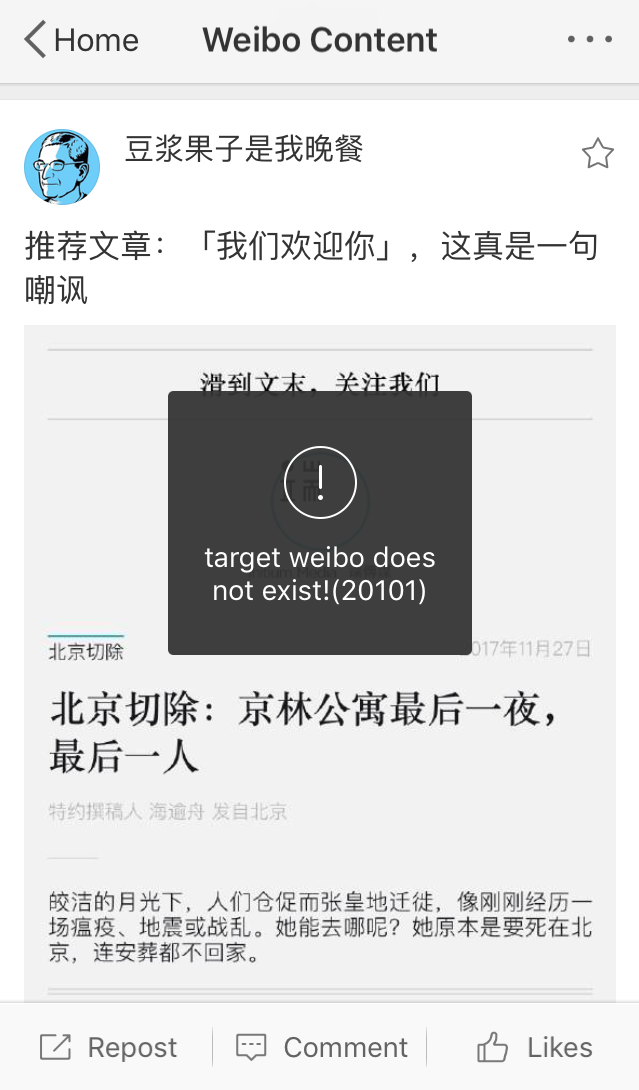 Home
Weibo Content
豆浆果子是我晚餐
推荐文章：「我们欢迎你」，这真是一句
嘲讽
滑到文末，关注我们
target weibo does
not exist!(20101)
北京切除
017年11月27日
北京切除：京林公寓最后一夜，
最后一人
特约撰稿人 海逾舟 发自北京
皎洁的月光下，人们仓促而张皇地迁徙，像刚刚经历一
场瘟疫、地震或战乱。她能去哪呢？她原本是要死在北
京，连安葬都不回家。
Repost
Comment
Likes